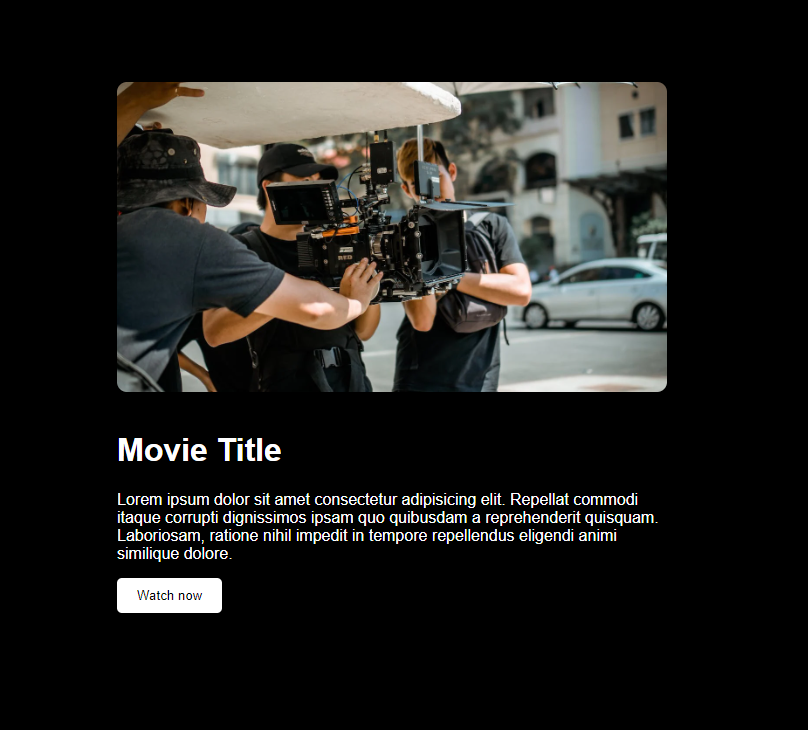 RED
Movie Title
Lorem ipsum dolor sit amet consectetur adipisicing elit. Repellat commodi
itaque corrupti dignissimos ipsam quo quibusdam a reprehenderit quisquam.
Laboriosam, ratione nihil impedit in tempore repellendus eligendi animi
similique dolore.
Watch now